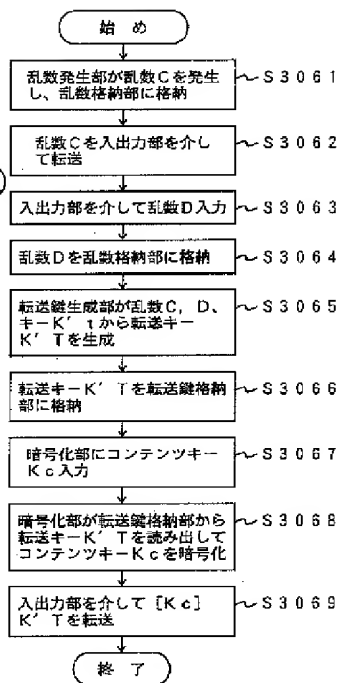 始め
乱数発生部が乱数Cを発生
し、乱数格納部に格納
S3061
乱数Cを入出力部を介し
て転送
S3062
入出力部を介して乱数D入力
S3063
乱数Dを乱数格納部に格納
S3064
転送鍵生成部が乱数C，D、
キーK′tから転送キー
K′Tを生成
S3065
転送キーK′Tを転送鍵格納
部に格納
S3066
暗号化部にコンテンツキー
Kc入力
S3067
暗号化部が転送鍵格納部から
転送キーK′Tを読み出して
コンテンツキーKcを暗号化
S3068
入出力部を介して［Kc］
K′Tを転送
S3069
終了